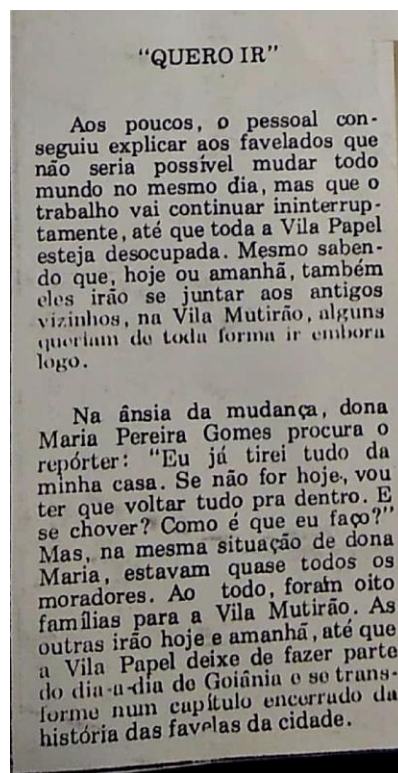 "QUERO IR"
Aos poucos, o pessoal con-
seguiu explicar aos favelados que
não seria possível mudar todo
mundo no mesmo dia, mas que o
trabalho vai continuar ininterrup-
tamente, até que toda a Vila Papel
esteja desocupada. Mesmo saben-
do que, hoje ou amanhã, também
eles irão se juntar aos antigos
vizinhos, na Vila Mutirão, alguns
queriam de toda forma ir embora
logo.
Na ânsia da mudança, dona
Maria Pereira Gomes procura o
repórter: "Eu já tirei tudo da
minha casa. Se não for hoje, vou
ter que voltar tudo pra dentro. E
se chover? Como é que eu faço?"
Mas, na mesma situação de dona
Maria, estavam quase todos os
moradores. Ao todo, foram oito
famílias para a Vila Mutirão. As
outras irão hoje e amanhã, até que
a Vila Papel deixe de fazer parte
do dia-a-dia de Goiânia e se trans-
forme num capítulo encerrado da
história das favelas da cidade.